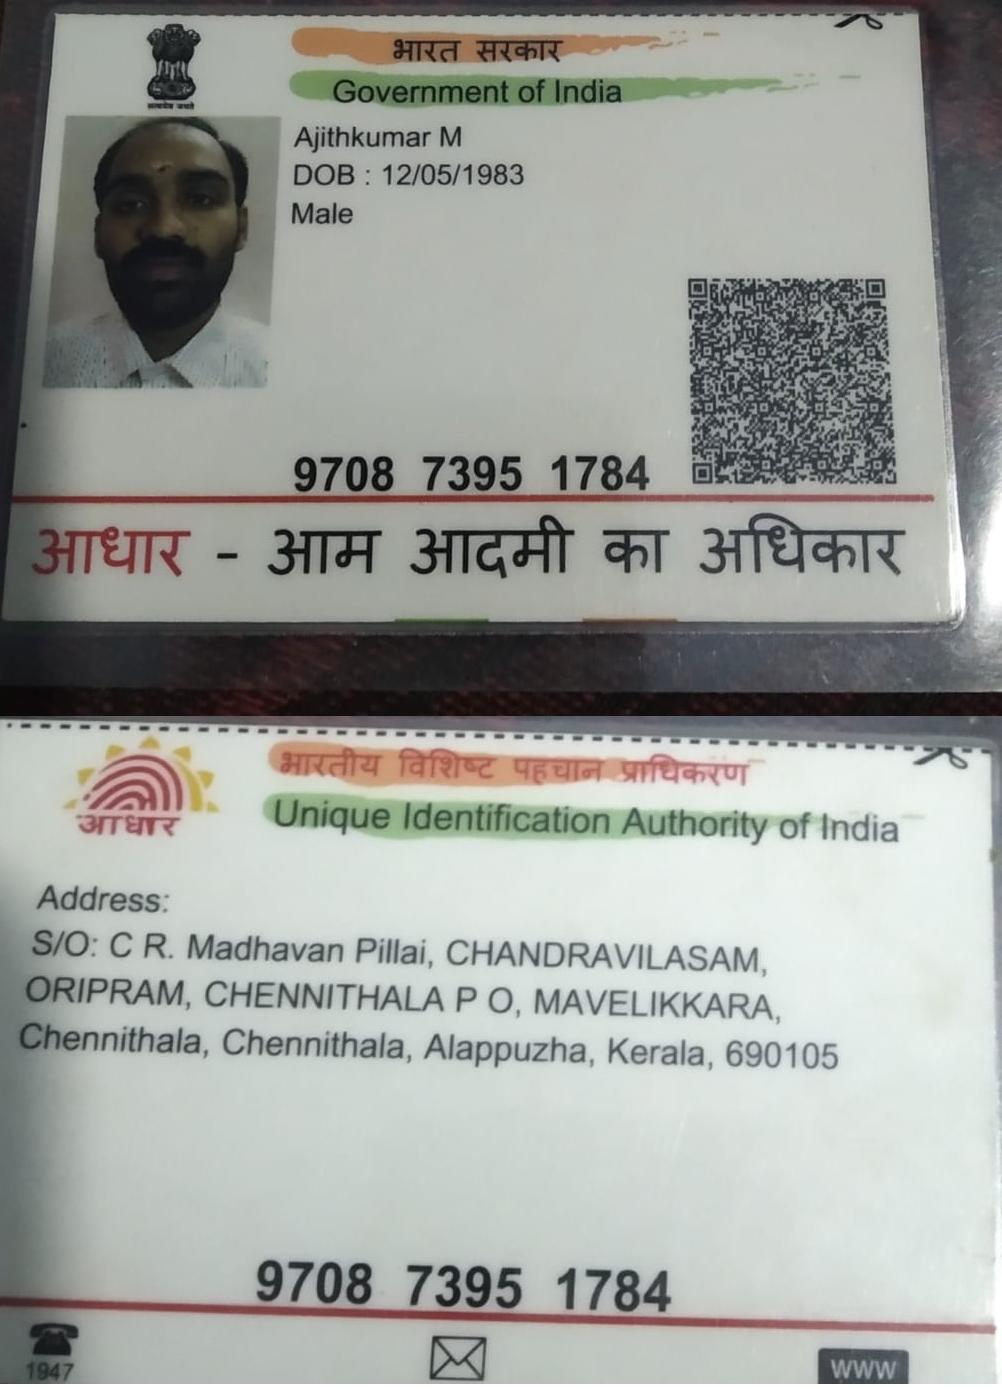 सत्यमेव जयते
भारत सरकार
Government of India
Ajithkumar M
DOB : 12/05/1983
Male
9708 7395 1784
आधार - आम आदमी का अधिकार
भारतीय विशिष्ट पहचान प्राधिकरण
Unique Identification Authority of India
आधार
Address:
S/O: C R. Madhavan Pillai, CHANDRAVILASAM,
ORIPRAM, CHENNITHALA P O, MAVELIKKARA,
Chennithala, Chennithala, Alappuzha, Kerala, 690105
9708 7395 1784
1947
www